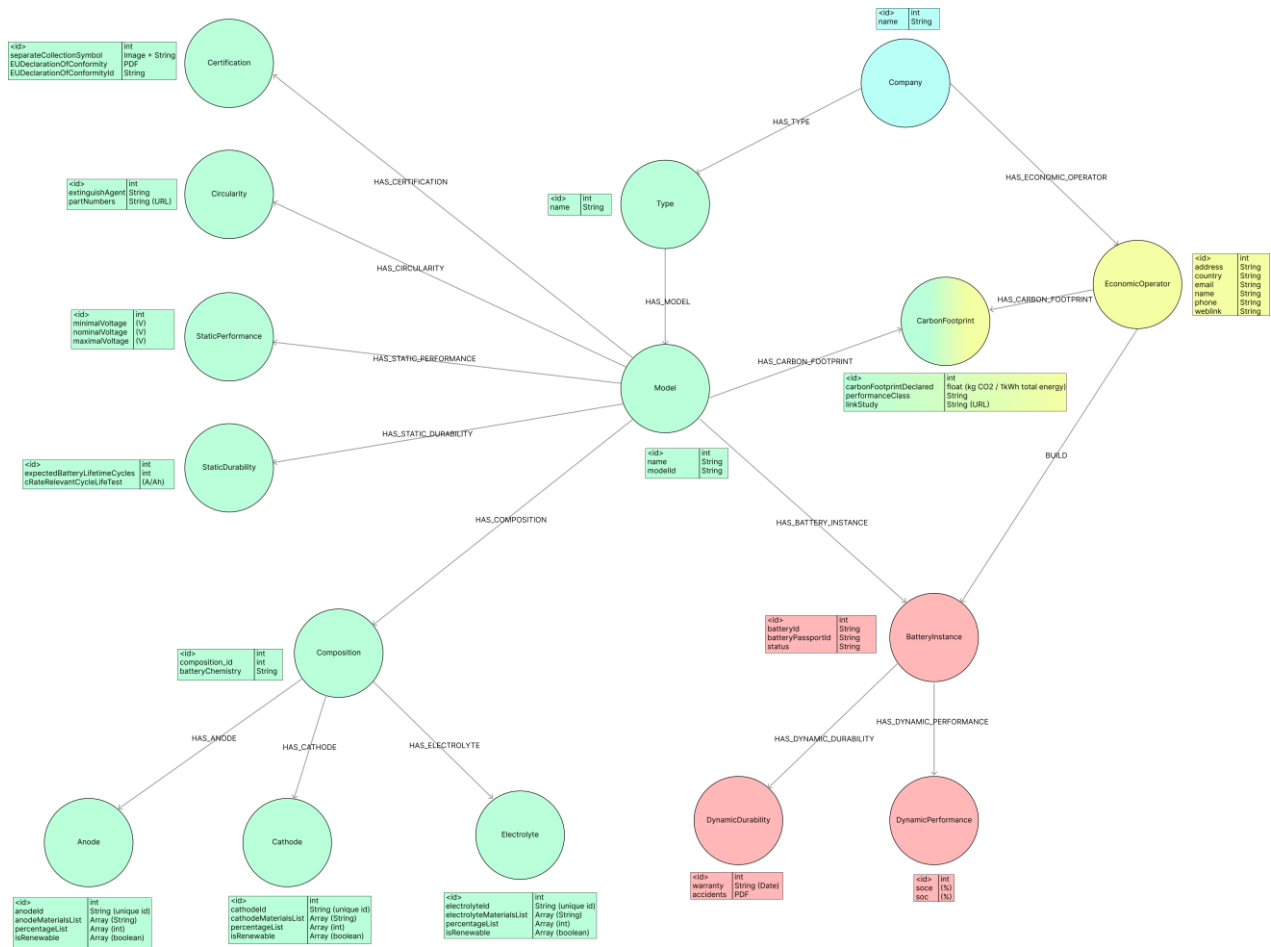 <id> int
name String
Company
<id> int
separateCollectionSymbol Image + String
EUDeclarationOfConformity PDF
EUDeclarationOfConformityId String
Certification
HAS_TYPE
HAS_CERTIFICATION
HAS_ECONOMIC_OPERATOR
<id> int
extinguishAgent String
partNumbers String (URL)
Circularity
<id> int
name String
Type
HAS_CIRCULARITY
HAS_MODEL
EconomicOperator
<id> int
address String
country String
email String
name String
phone String
weblink String
HAS_CARBON_FOOTPRINT
CarbonFootprint
<id> int
minimalVoltage (V)
nominalVoltage (V)
maximalVoltage (V)
StaticPerformance
HAS_STATIC_PERFORMANCE
HAS_CARBON_FOOTPRINT
Model
<id> int
carbonFootprintDeclared float (kg CO2 / 1kWh total energy)
performanceClass String
linkStudy String (URL)
HAS_STATIC_DURABILITY
<id> int
name String
modelId String
BUILD
<id> int
expectedBatteryLifetimeCycles int
cRateRelevantCycleLifeTest (A/Ah)
StaticDurability
HAS_COMPOSITION
HAS_BATTERY_INSTANCE
<id> int
batteryId String
batteryPassportId String
status String
BatteryInstance
<id> int
composition_id int
batteryChemistry String
Composition
HAS_DYNAMIC_PERFORMANCE
HAS_DYNAMIC_DURABILITY
HAS_ANODE
HAS_CATHODE
HAS_ELECTROLYTE
DynamicDurability
DynamicPerformance
Anode
Cathode
Electrolyte
<id> int
warranty String (Date)
accidents PDF
<id> int
soce (%)
soc (%)
<id> int
anodeId String (unique id)
anodeMaterialsList Array (String)
percentageList Array (int)
isRenewable Array (boolean)
<id> int
cathodeId String (unique id)
cathodeMaterialsList Array (String)
percentageList Array (int)
isRenewable Array (boolean)
<id> int
electrolyteId String (unique id)
electrolyteMaterialsList Array (String)
percentageList Array (int)
isRenewable Array (boolean)